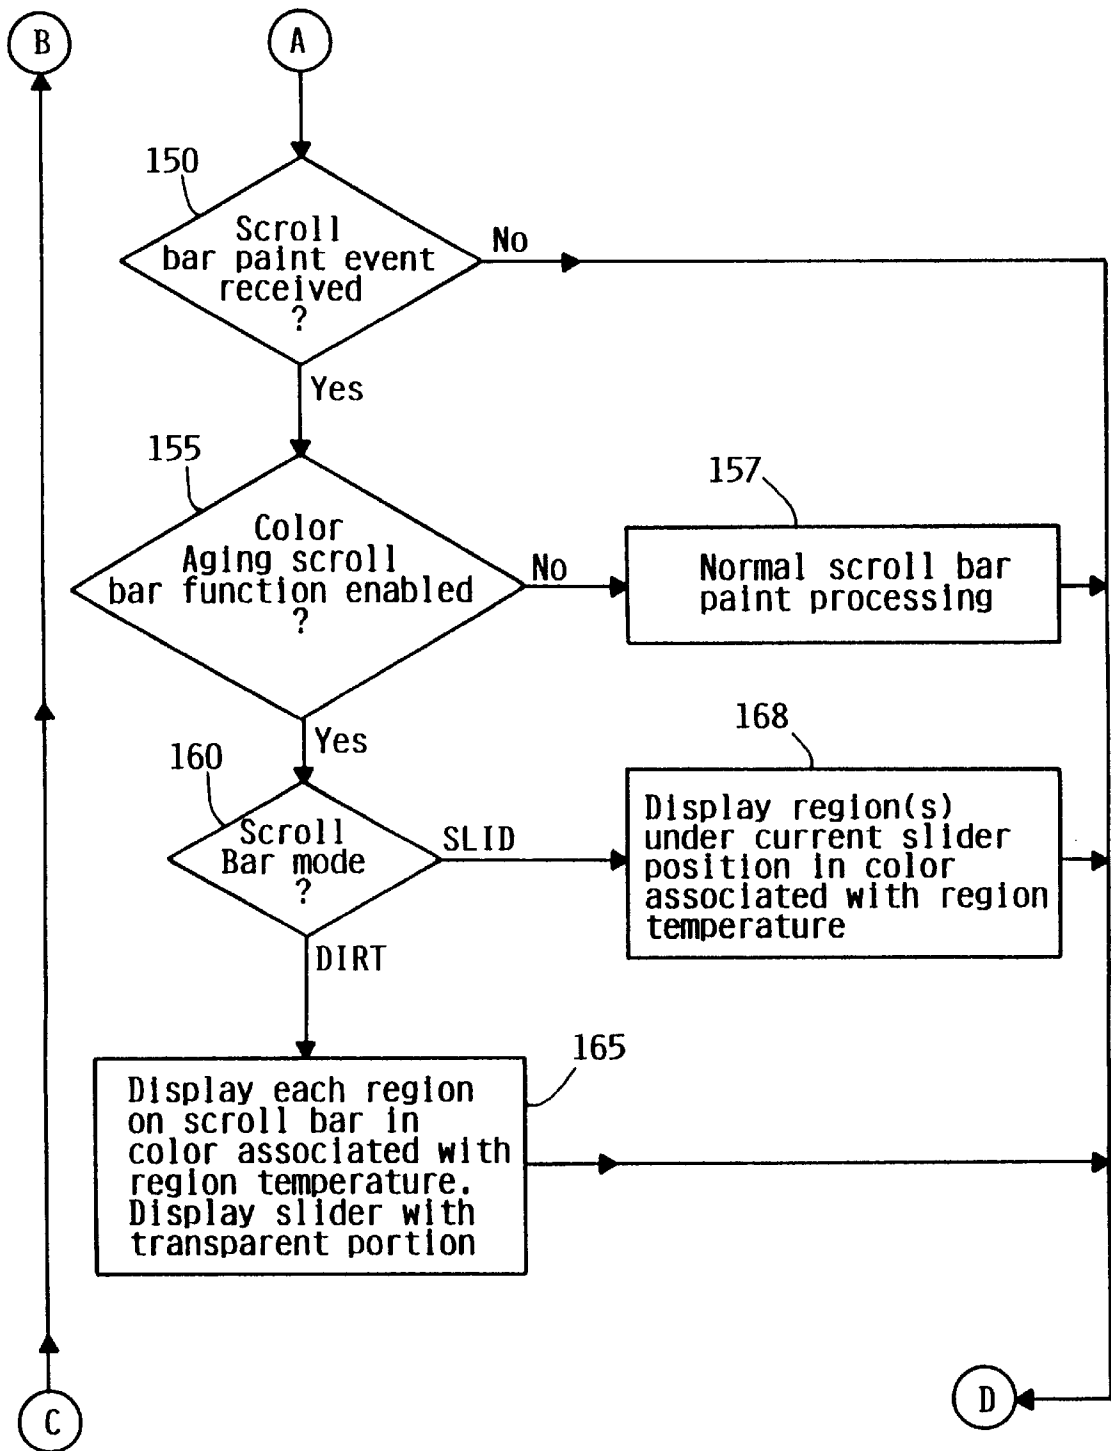 B
A
150
Scroll
bar paint event
received
?
No
Yes
155
Color
Aging scroll
bar function enabled
?
No
157
Normal scroll bar
paint processing
Yes
160
Scroll
Bar mode
?
SLID
168
Display region(s)
under current slider
position in color
associated with region
temperature
DIRT
165
Display each region
on scroll bar in
color associated with
region temperature.
Display slider with
transparent portion
C
D